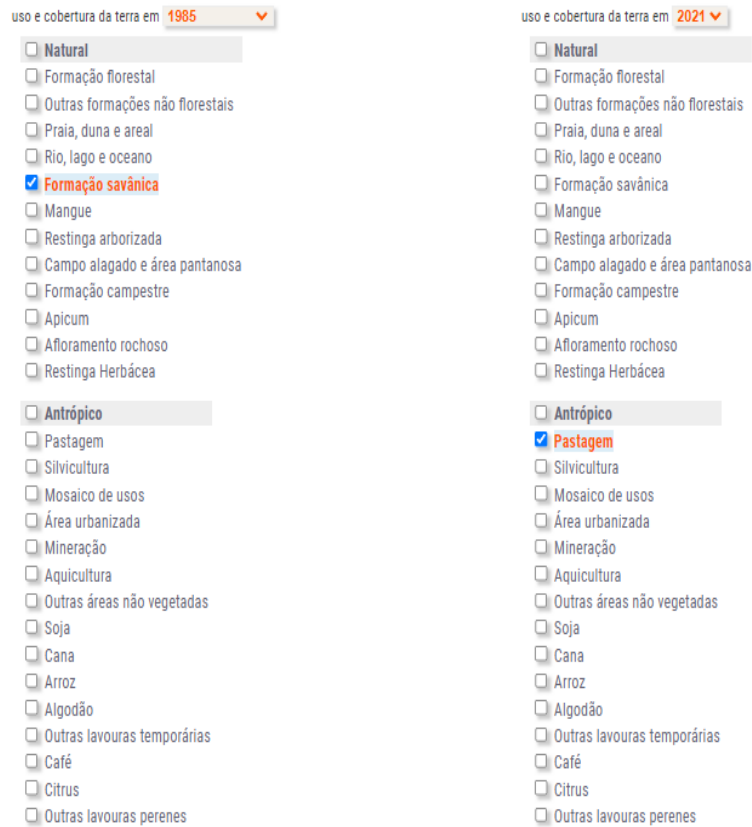 uso e cobertura da terra em 1985
Natural
Formação florestal
Outras formações não florestais
Praia, duna e areal
Rio, lago e oceano
Formação savânica
Mangue
Restinga arborizada
Campo alagado e área pantanosa
Formação campestre
Apicum
Afloramento rochoso
Restinga Herbácea
Antrópico
Pastagem
Silvicultura
Mosaico de usos
Área urbanizada
Mineração
Aquicultura
Outras áreas não vegetadas
Soja
Cana
Arroz
Algodão
Outras lavouras temporárias
Café
Citrus
Outras lavouras perenes
uso e cobertura da terra em 2021
Natural
Formação florestal
Outras formações não florestais
Praia, duna e areal
Rio, lago e oceano
Formação savânica
Mangue
Restinga arborizada
Campo alagado e área pantanosa
Formação campestre
Apicum
Afloramento rochoso
Restinga Herbácea
Antrópico
Pastagem
Silvicultura
Mosaico de usos
Área urbanizada
Mineração
Aquicultura
Outras áreas não vegetadas
Soja
Cana
Arroz
Algodão
Outras lavouras temporárias
Café
Citrus
Outras lavouras perenes